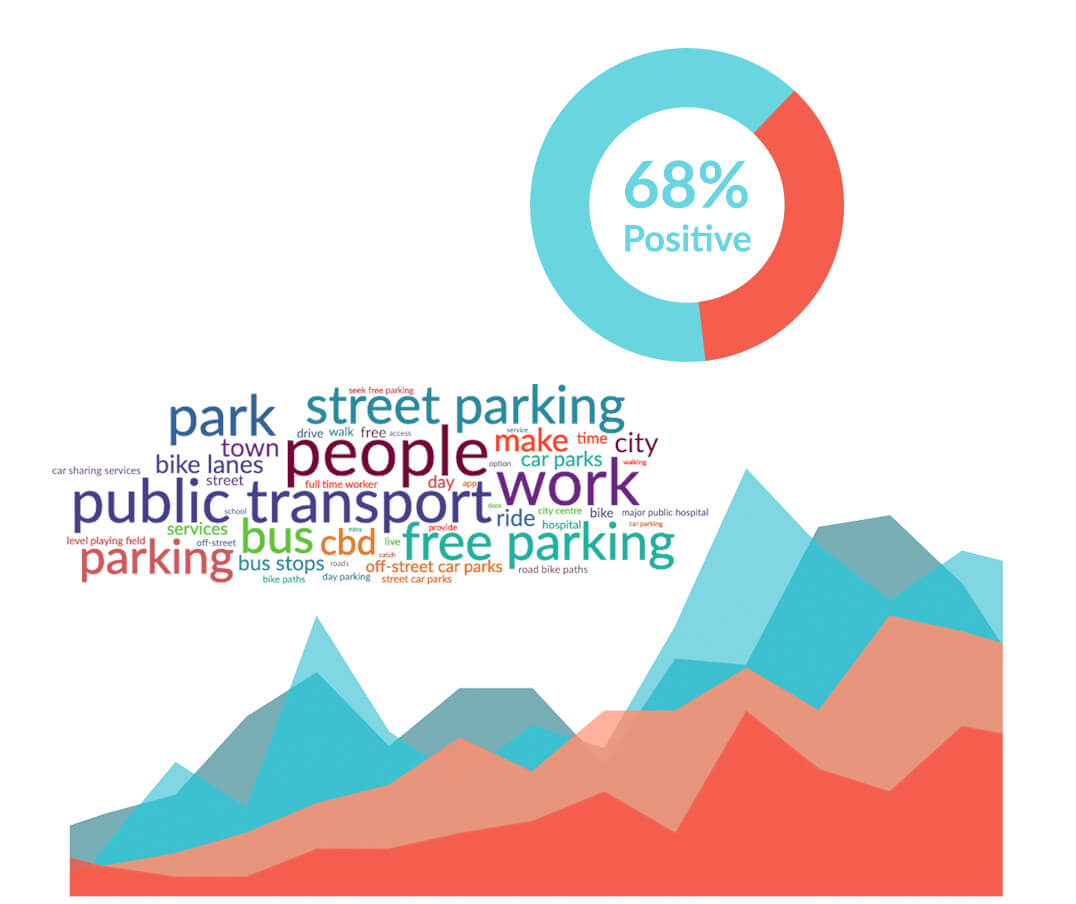 68%
Positive
seek free parking
park
street parking
drive walk free access
service
town
people
make time city
bike lanes
option
car parks
walking
car sharing services
street
full time worker
day
app
work
public transport
school
door
ride
city centre
bike
major public hospital
services
bus
easy
cbd
provide
hospital
car parking
level playing field
off-street
live
free parking
parking
bus stops
roads
catch
off-street car parks
road bike paths
bike paths
day parking
street car parks